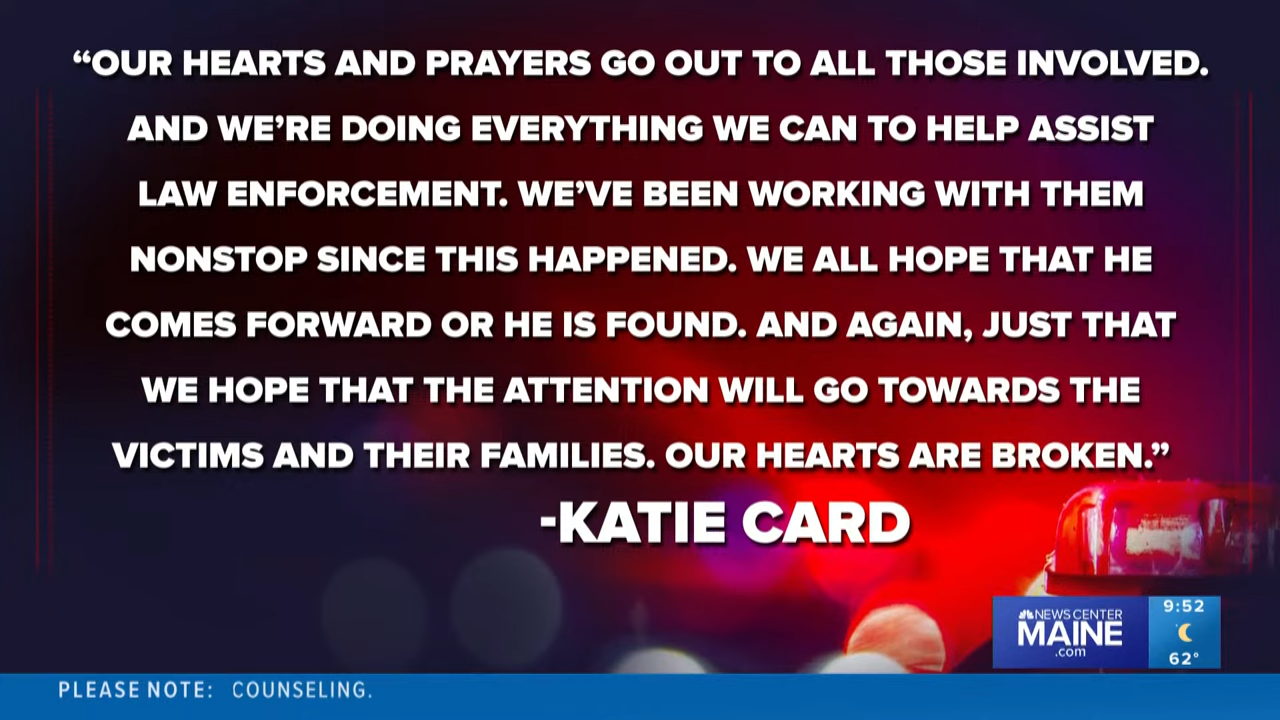 “OUR HEARTS AND PRAYERS GO OUT TO ALL THOSE INVOLVED.
AND WE’RE DOING EVERYTHING WE CAN TO HELP ASSIST
LAW ENFORCEMENT. WE’VE BEEN WORKING WITH THEM
NONSTOP SINCE THIS HAPPENED. WE ALL HOPE THAT HE
COMES FORWARD OR HE IS FOUND. AND AGAIN, JUST THAT
WE HOPE THAT THE ATTENTION WILL GO TOWARDS THE
VICTIMS AND THEIR FAMILIES. OUR HEARTS ARE BROKEN.”
-KATIE CARD
NEWS CENTER
MAINE
.com
9:52
62°
PLEASE NOTE: COUNSELING.